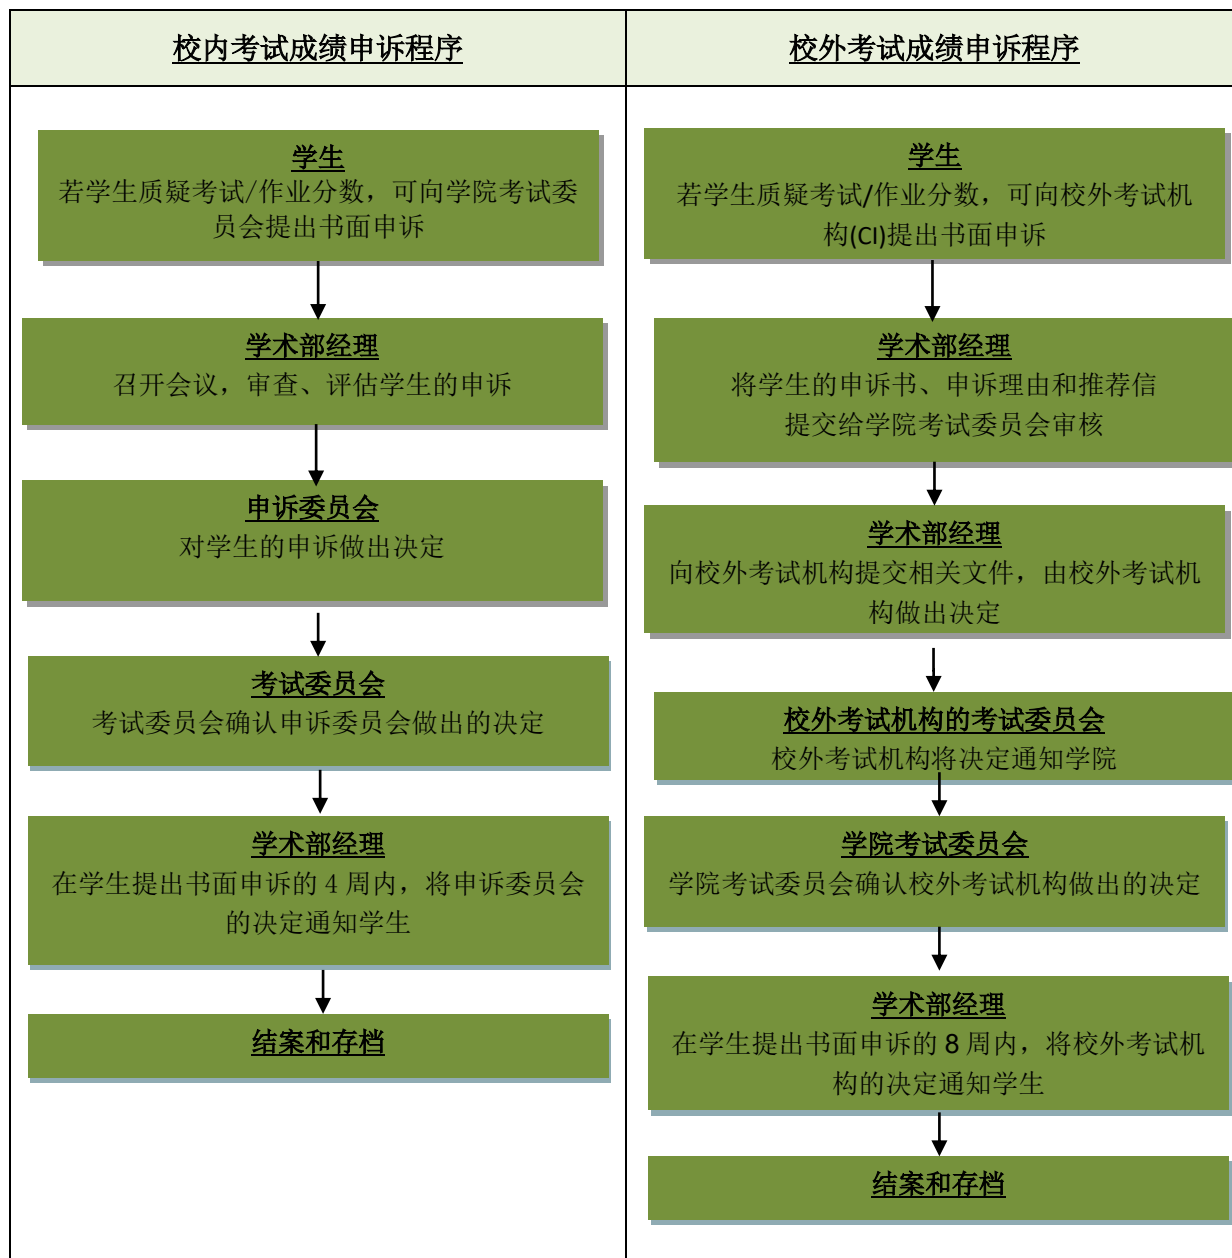 校内考试成绩申诉程序
学生
若学生质疑考试/作业分数，可向学院考试委
员会提出书面申诉
学术部经理
召开会议，审查、评估学生的申诉
申诉委员会
对学生的申诉做出决定
考试委员会
考试委员会确认申诉委员会做出的决定
学术部经理
在学生提出书面申诉的 4 周内，将申诉委员会
的决定通知学生
结案和存档
校外考试成绩申诉程序
学生
若学生质疑考试/作业分数，可向校外考试机
构(CI)提出书面申诉
学术部经理
将学生的申诉书、申诉理由和推荐信
提交给学院考试委员会审核
学术部经理
向校外考试机构提交相关文件，由校外考试机
构做出决定
校外考试机构的考试委员会
校外考试机构将决定通知学院
学院考试委员会
学院考试委员会确认校外考试机构做出的决定
学术部经理
在学生提出书面申诉的 8 周内，将校外考试机
构的决定通知学生
结案和存档